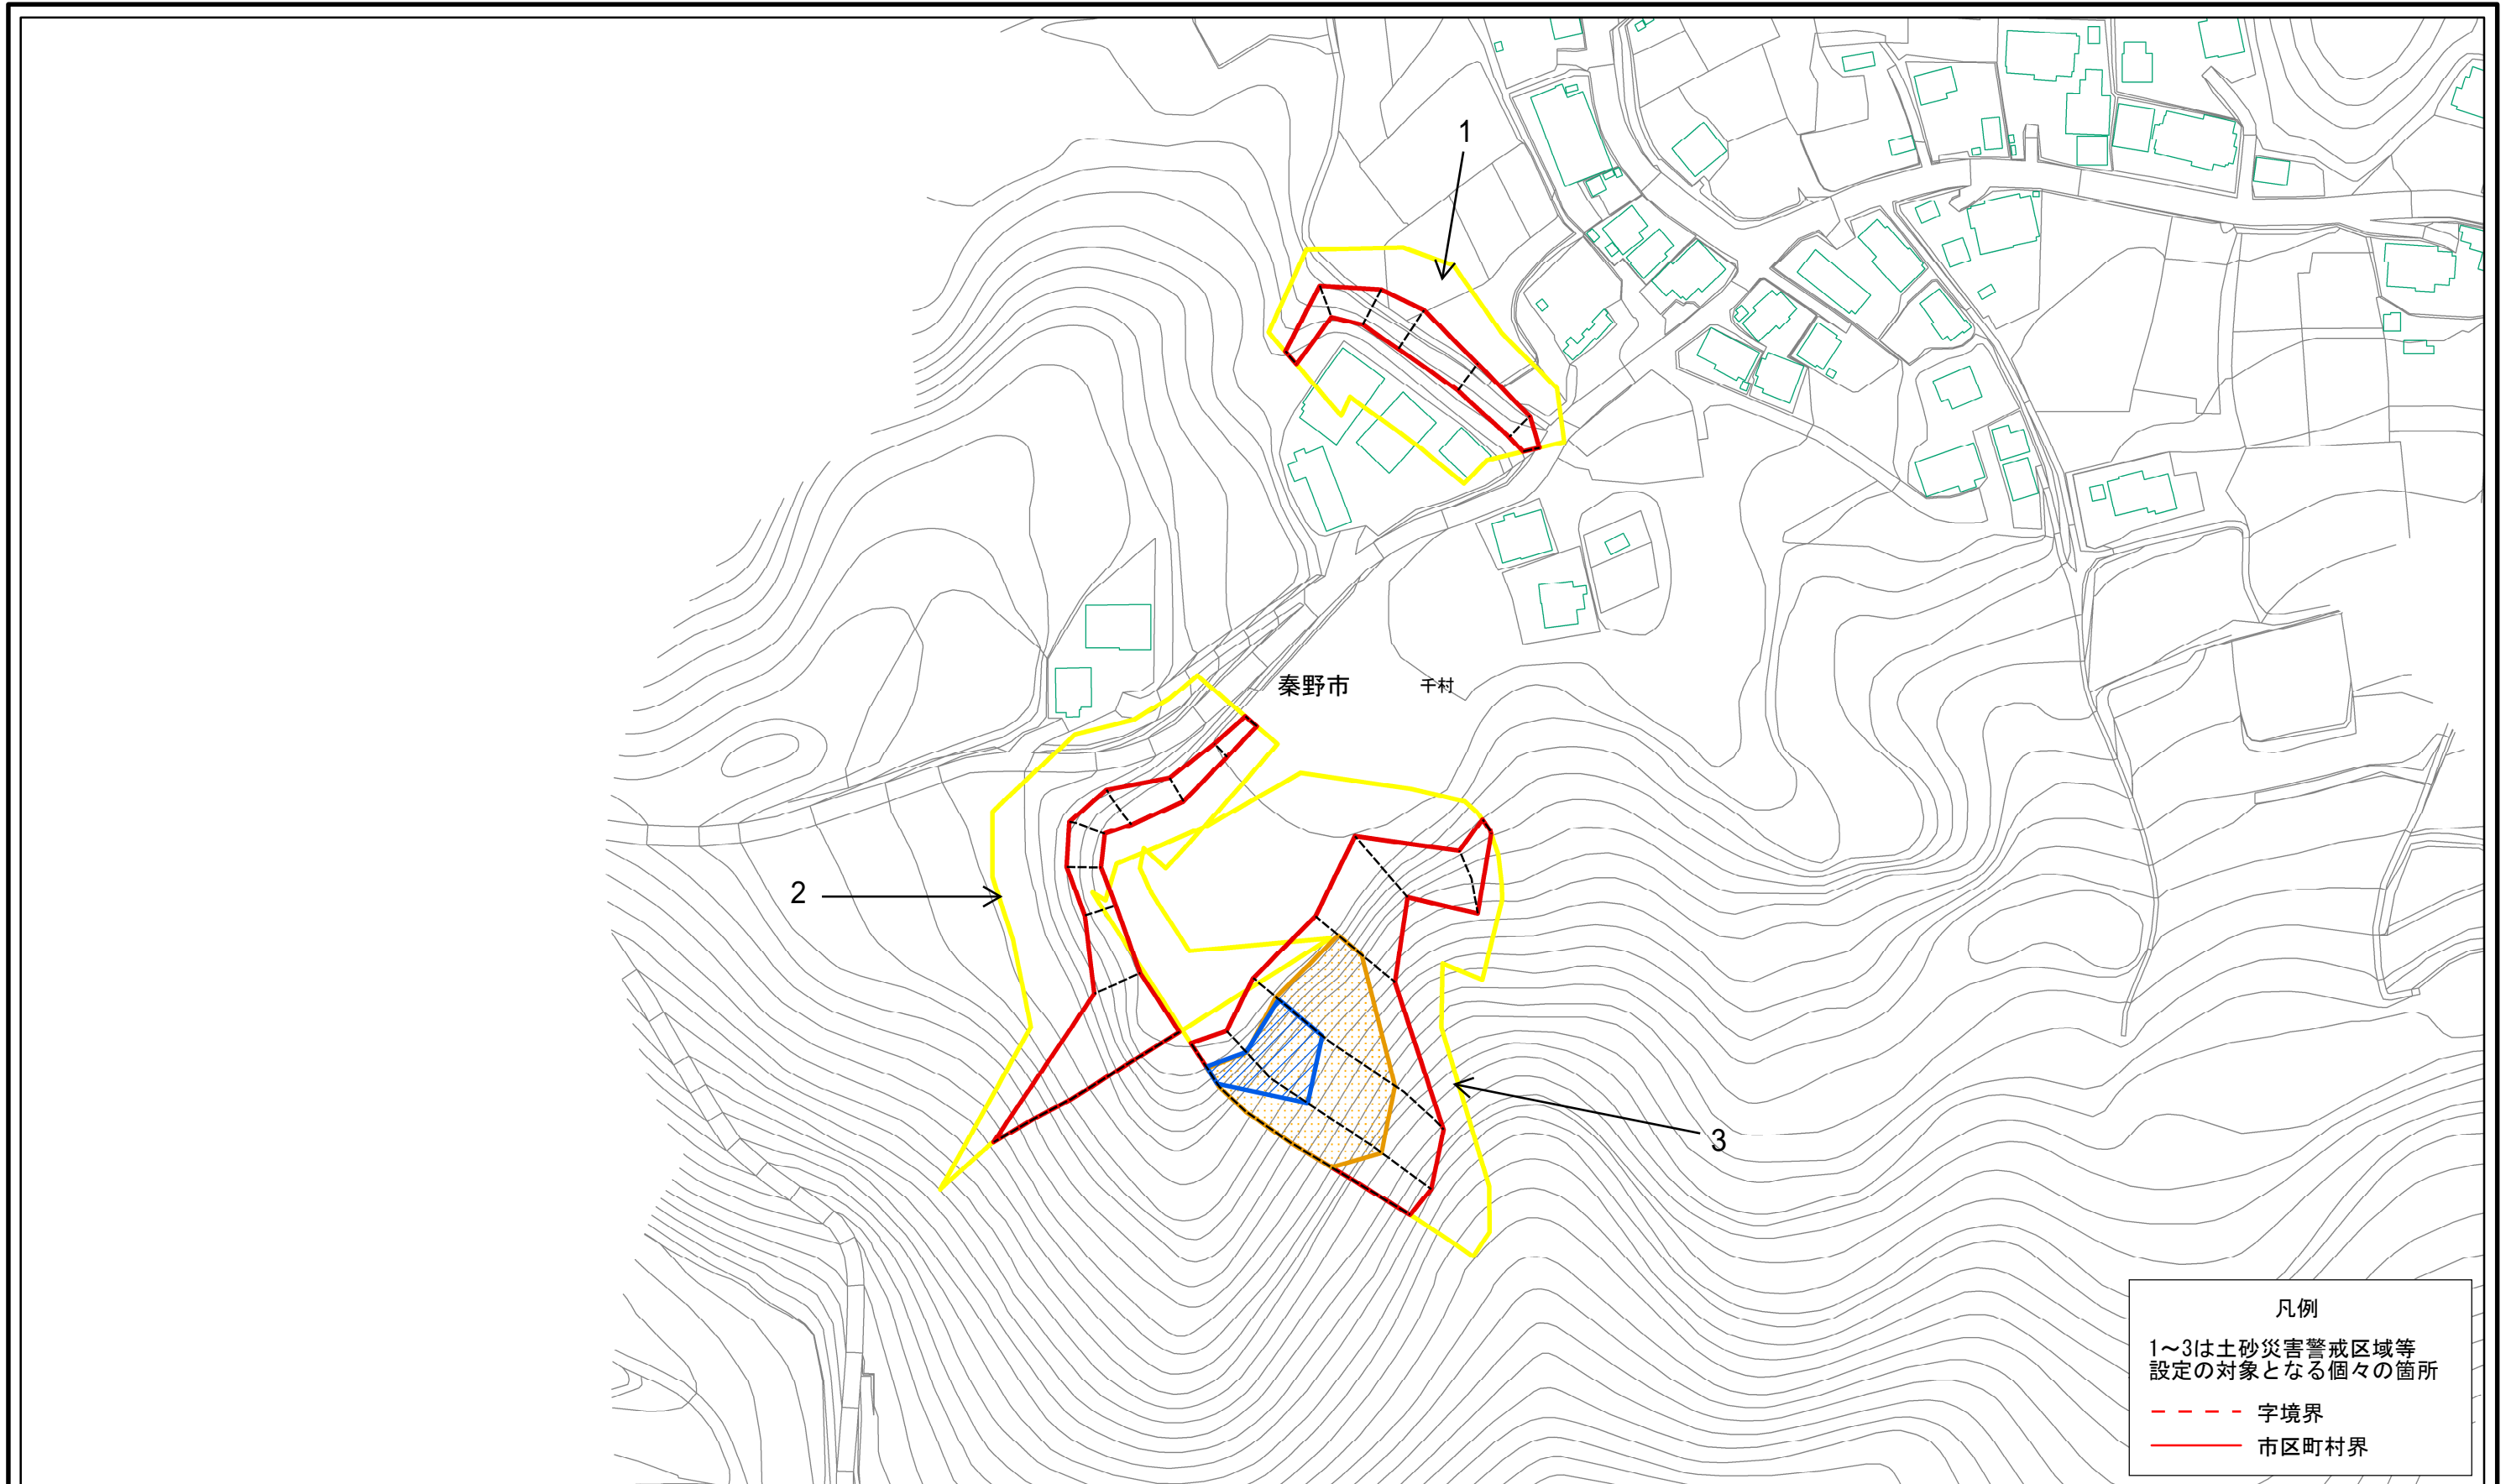 1
秦野市
千村
2
3
凡例
1～3は土砂災害警戒区域等
設定の対象となる個々の箇所
字境界
市区町村界